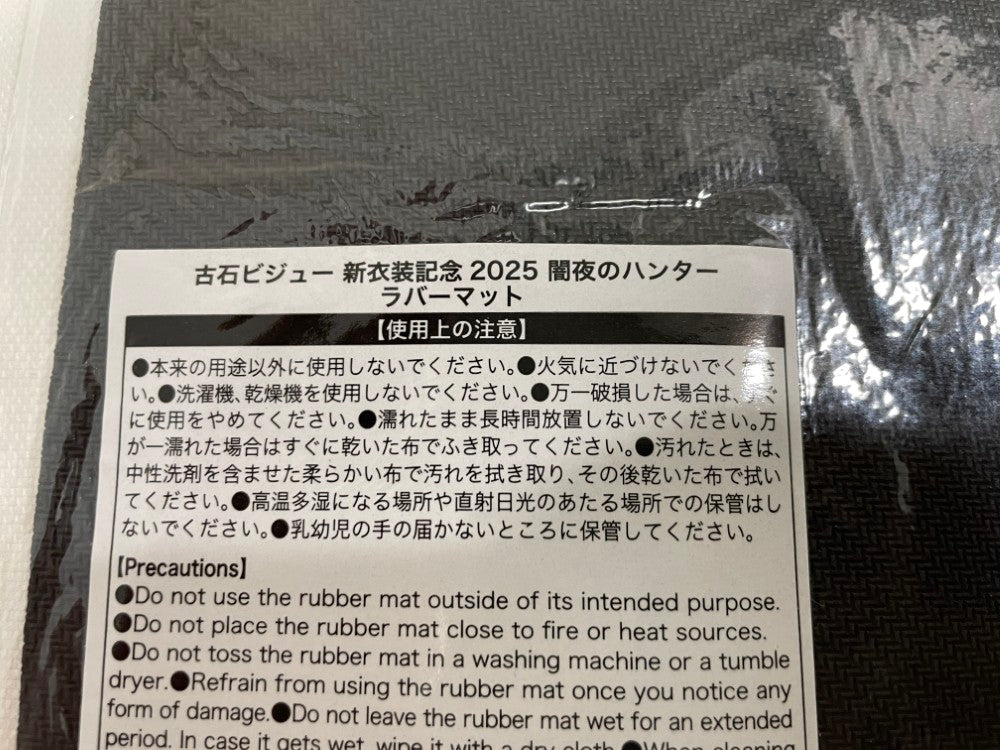 古石ビジュー 新衣装記念 2025 闇夜のハンター
ラバーマット
【使用上の注意】
●本来の用途以外に使用しないでください。●火気に近づけないでくださ
い。●洗濯機、乾燥機を使用しないでください。●万一破損した場合は、すぐ
に使用をやめてください。●濡れたまま長時間放置しないでください。万
が一濡れた場合はすぐに乾いた布でふき取ってください。●汚れたときは、
中性洗剤を含ませた柔らかい布で汚れを拭き取り、その後乾いた布で拭い
てください。●高温多湿になる場所や直射日光のあたる場所での保管はし
ないでください。●乳幼児の手の届かないところに保管してください。
【Precautions】
●Do not use the rubber mat outside of its intended purpose.
●Do not place the rubber mat close to fire or heat sources.
●Do not toss the rubber mat in a washing machine or a tumble
dryer.●Refrain from using the rubber mat once you notice any
form of damage.●Do not leave the rubber mat wet for an extended
period. In case it gets wet, wipe it with a dry cloth.●When cleaning